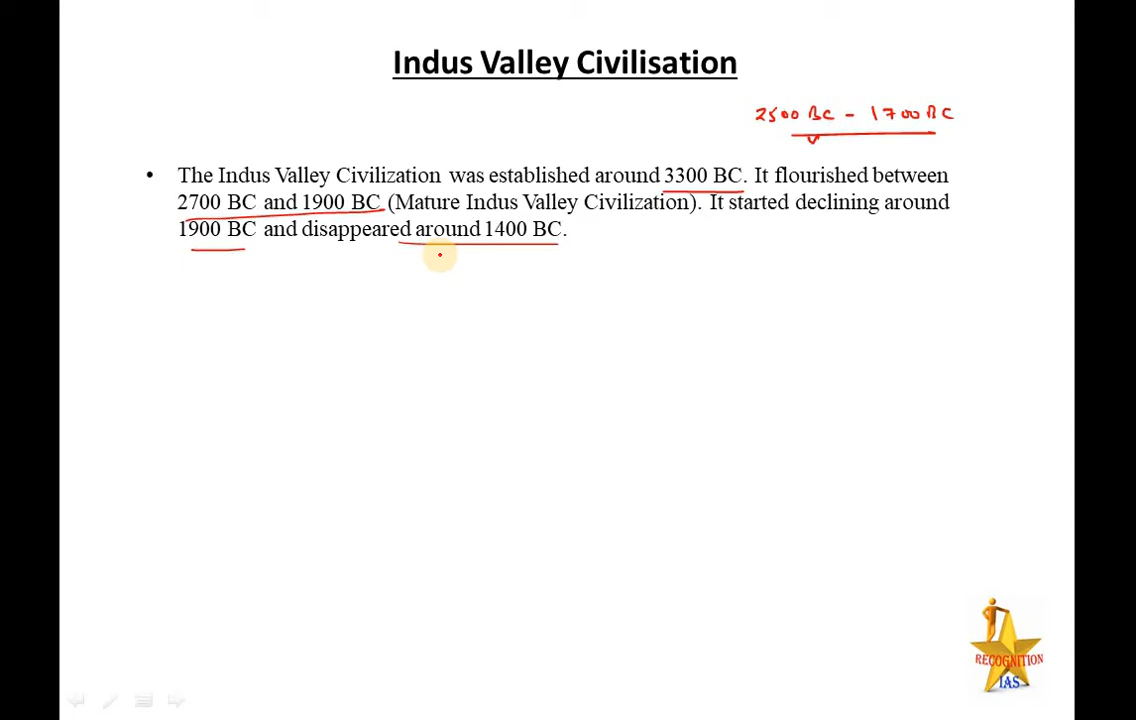 Indus Valley Civilisation
2500 BC - 1700 BC
• The Indus Valley Civilization was established around 3300 BC. It flourished between
2700 BC and 1900 BC (Mature Indus Valley Civilization). It started declining around
1900 BC and disappeared around 1400 BC.
RECOGNITION
IAS